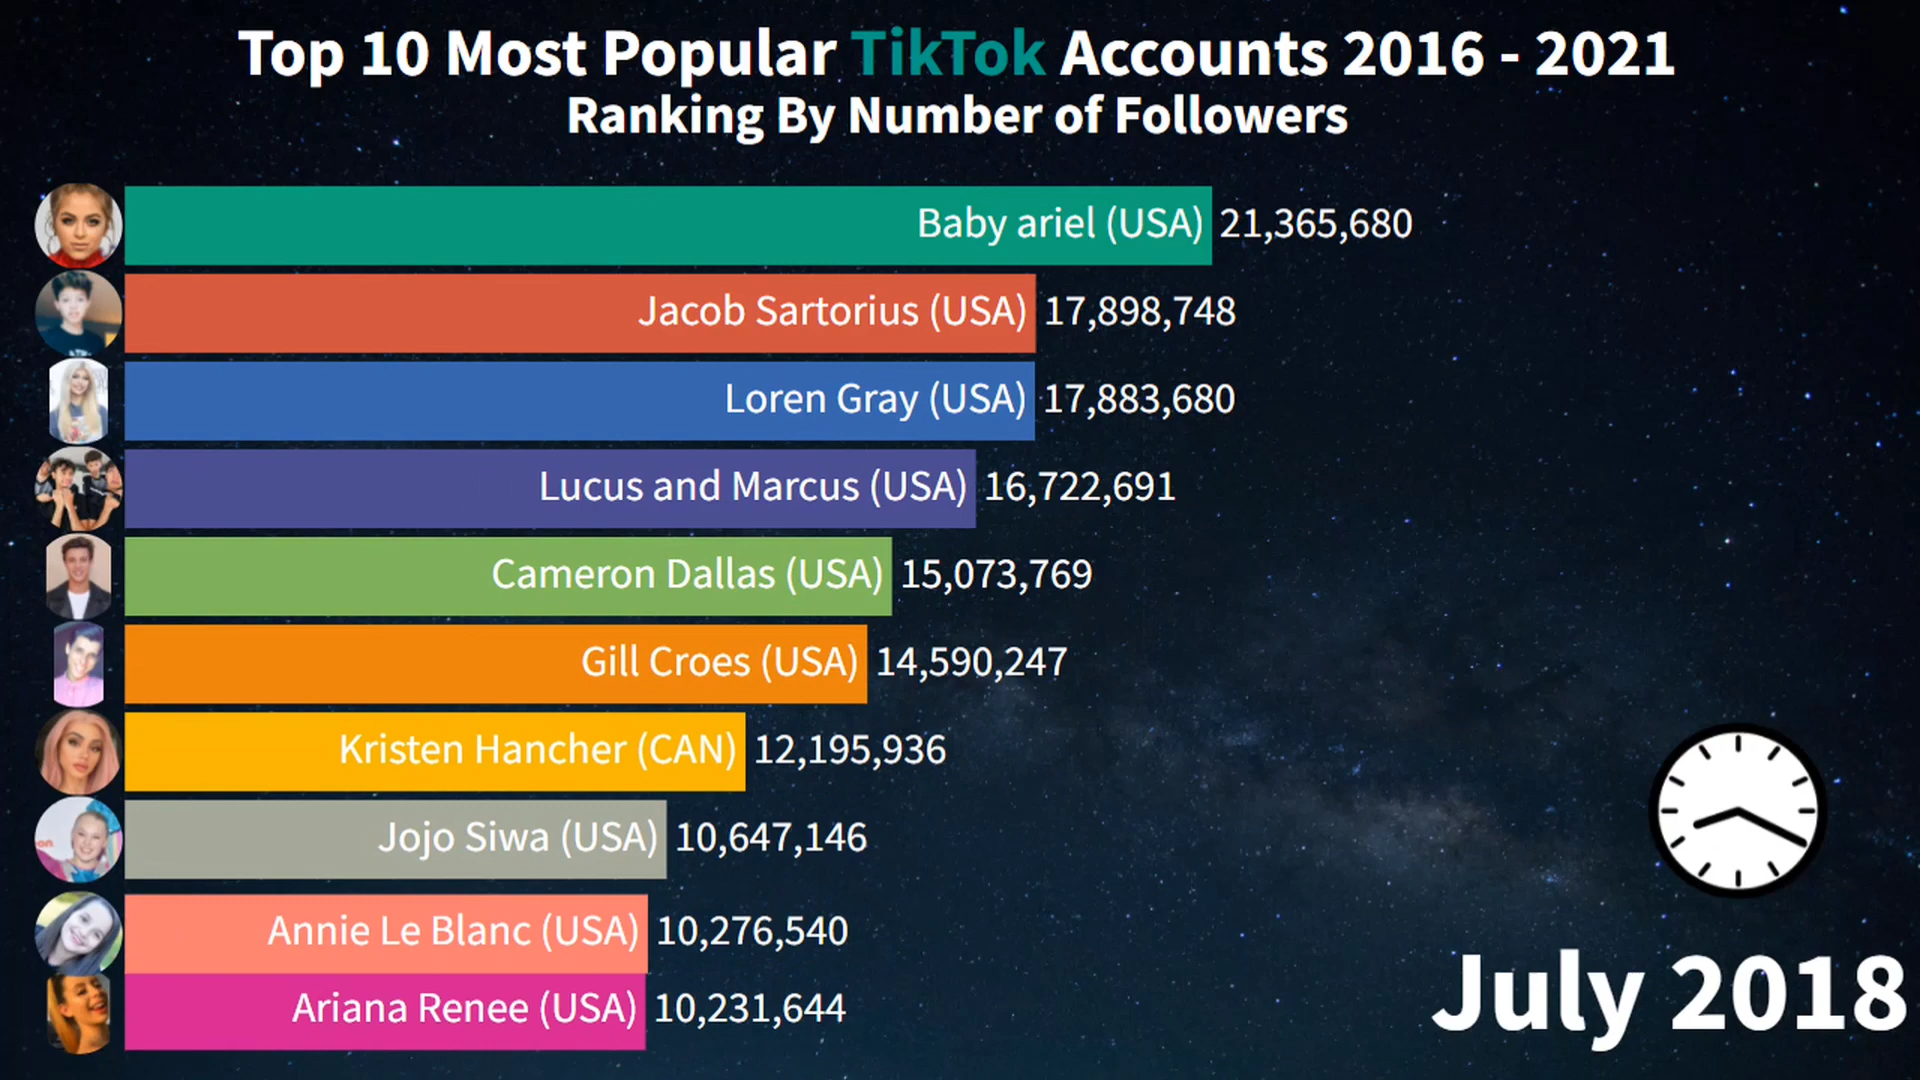 Top 10 Most Popular TikTok Accounts 2016 - 2021
Ranking By Number of Followers
Baby ariel (USA) 21,365,680
Jacob Sartorius (USA) 17,898,748
Loren Gray (USA) 17,883,680
Lucus and Marcus (USA) 16,722,691
Cameron Dallas (USA) 15,073,769
Gill Croes (USA) 14,590,247
Kristen Hancher (CAN) 12,195,936
Jojo Siwa (USA) 10,647,146
on
Annie Le Blanc (USA) 10,276,540
Ariana Renee (USA) 10,231,644
July 2018